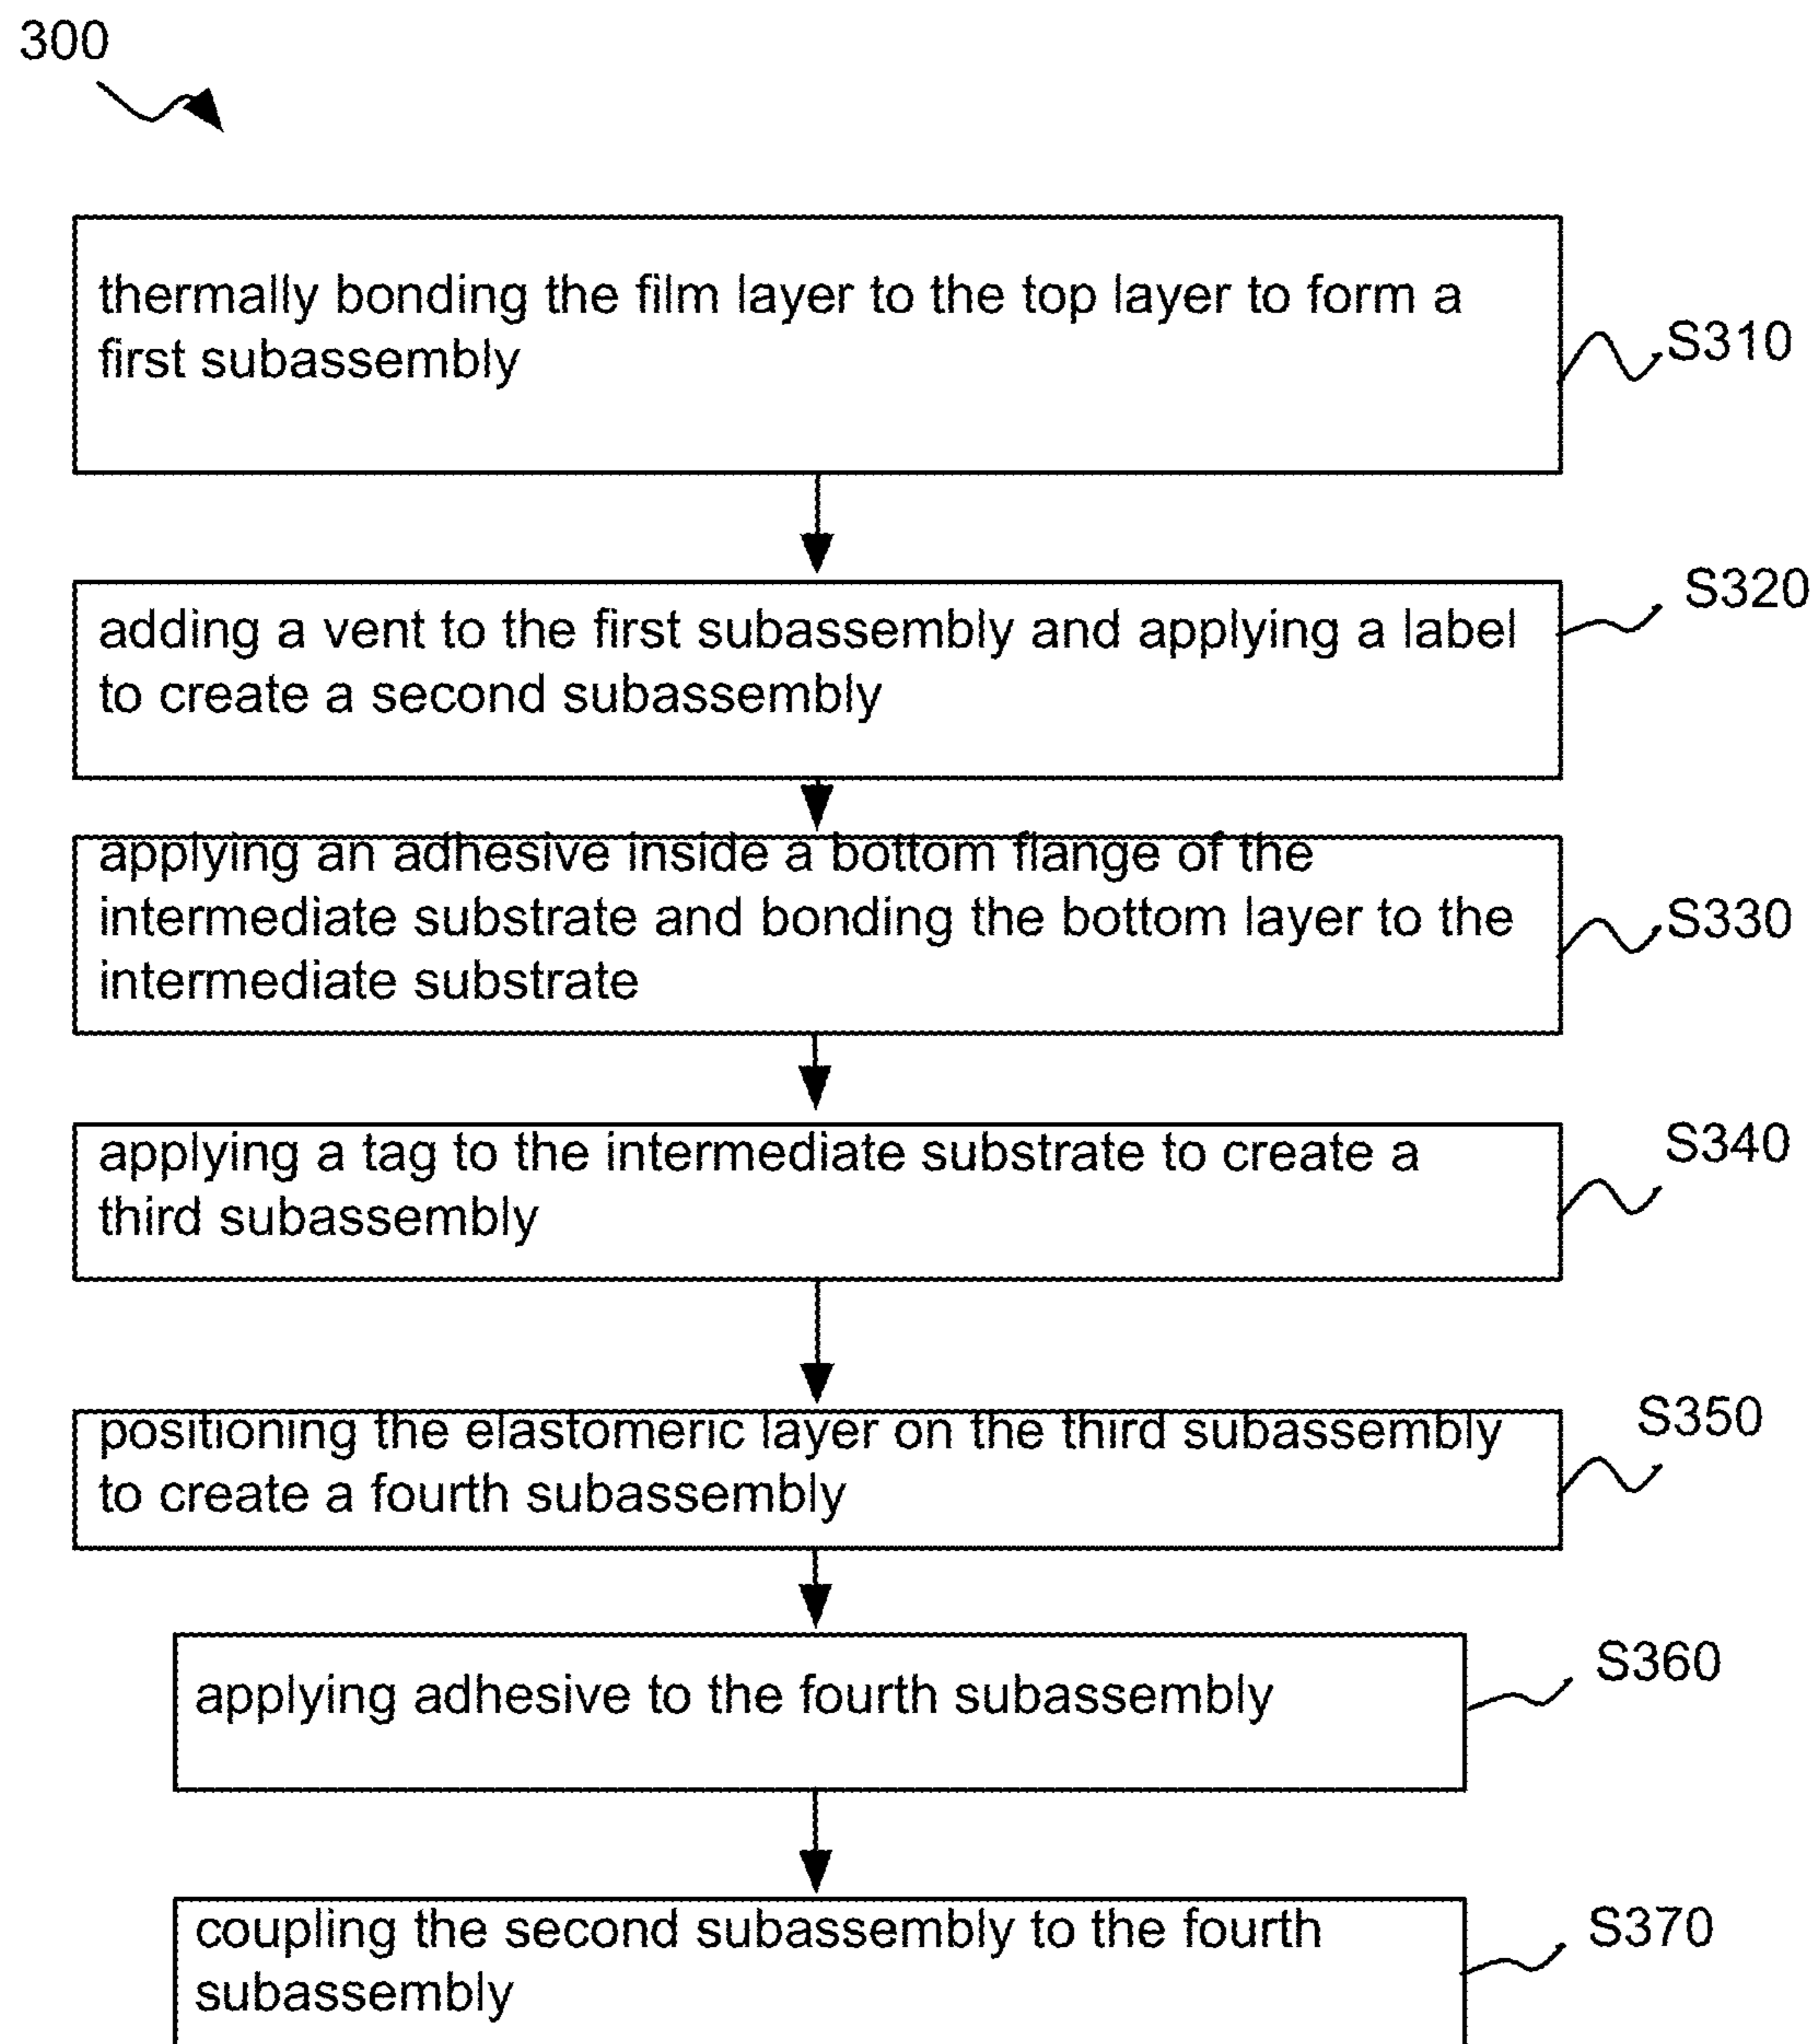 300
thermally bonding the film layer to the top layer to form a
first subassembly
S310
adding a vent to the first subassembly and applying a label
to create a second subassembly
S320
applying an adhesive inside a bottom flange of the
intermediate substrate and bonding the bottom layer to the
intermediate substrate
S330
applying a tag to the intermediate substrate to create a
third subassembly
S340
positioning the elastomeric layer on the third subassembly
to create a fourth subassembly
S350
applying adhesive to the fourth subassembly
S360
coupling the second subassembly to the fourth
subassembly
S370